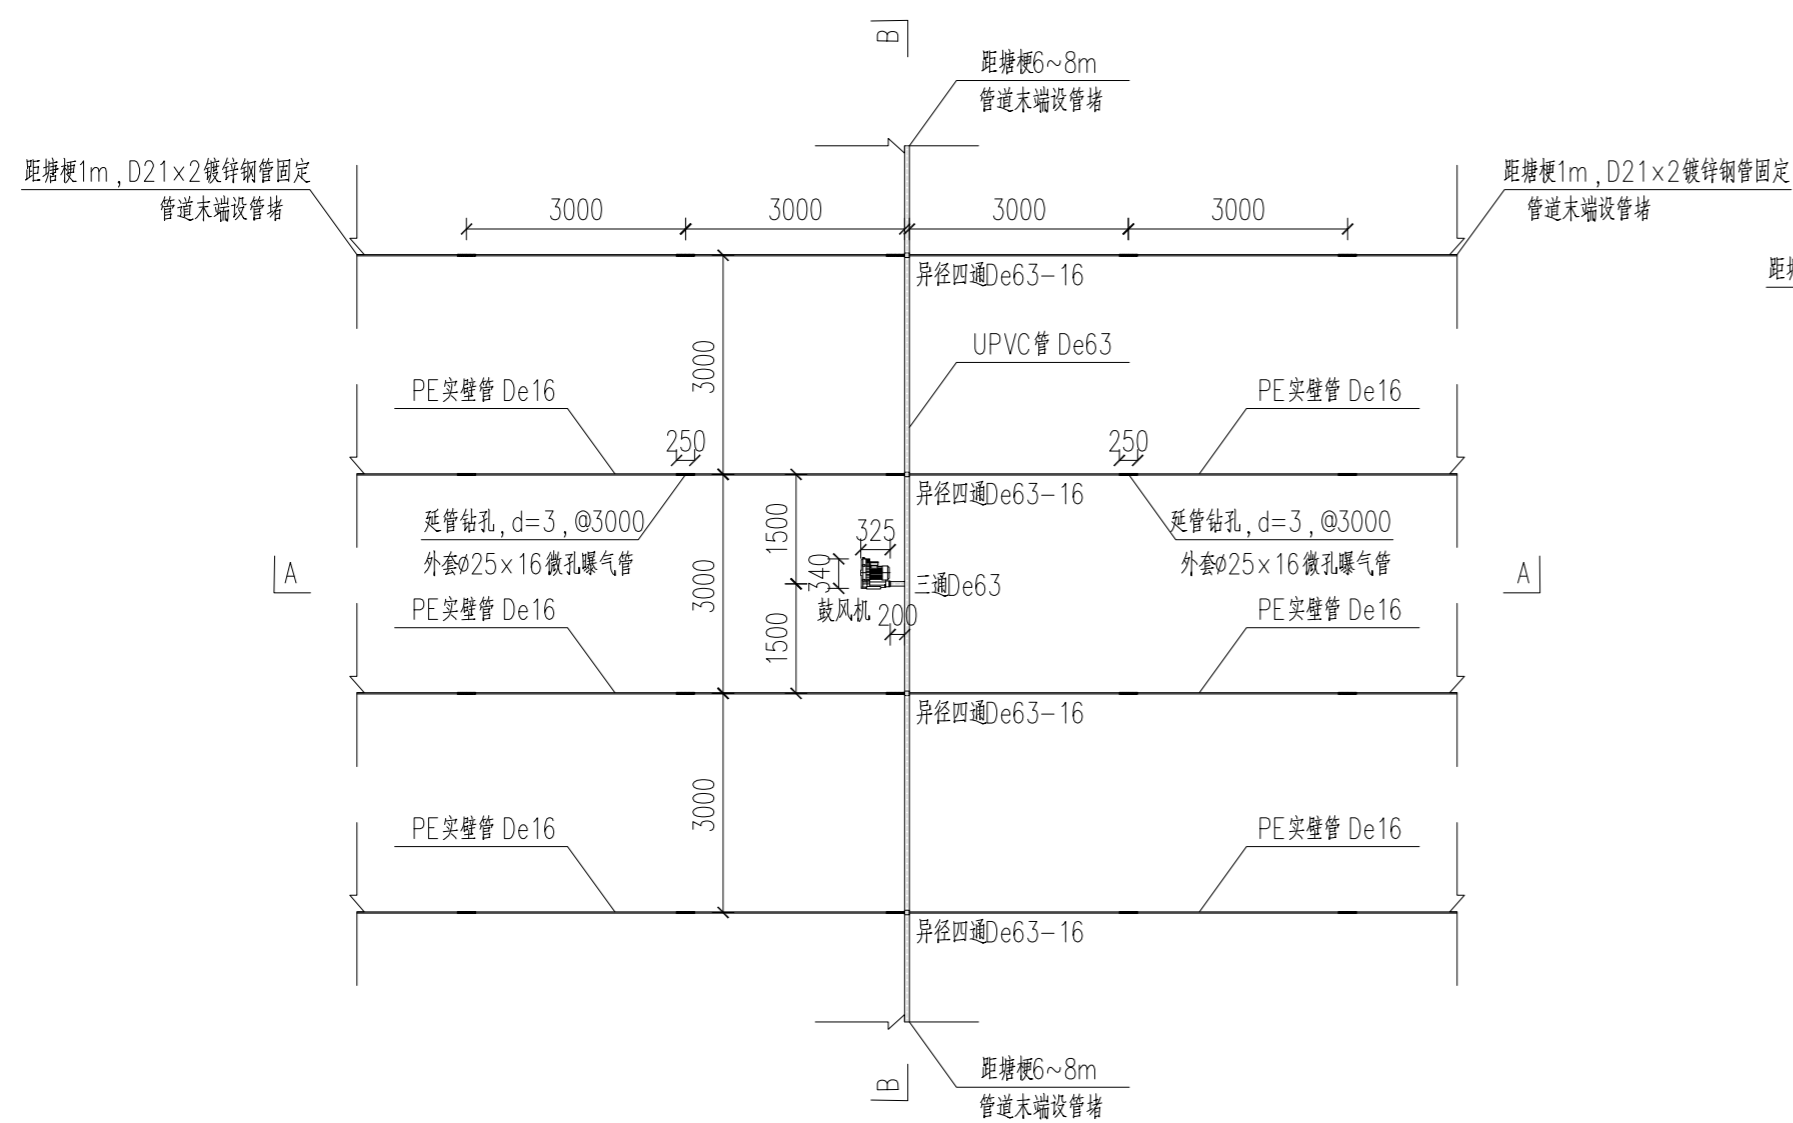 B
距塘梗6~8m
管道末端设管堵
距塘梗1m,D21×2镀锌钢管固定
管道末端设管堵
距塘梗1m,D21×2镀锌钢管固定
管道末端设管堵
3000
3000
3000
3000
异径四通De63-16
距塘
UPVC管 De63
3000
PE实壁管 De16
PE实壁管 De16
250
250
异径四通De63-16
延管钻孔,d=3,@3000
外套ø25×16微孔曝气管
1500
325
延管钻孔,d=3,@3000
外套ø25×16微孔曝气管
A
3000
340
三通De63
A
PE实壁管 De16
鼓风机
200
PE实壁管 De16
1500
异径四通De63-16
3000
PE实壁管 De16
PE实壁管 De16
异径四通De63-16
B
距塘梗6~8m
管道末端设管堵